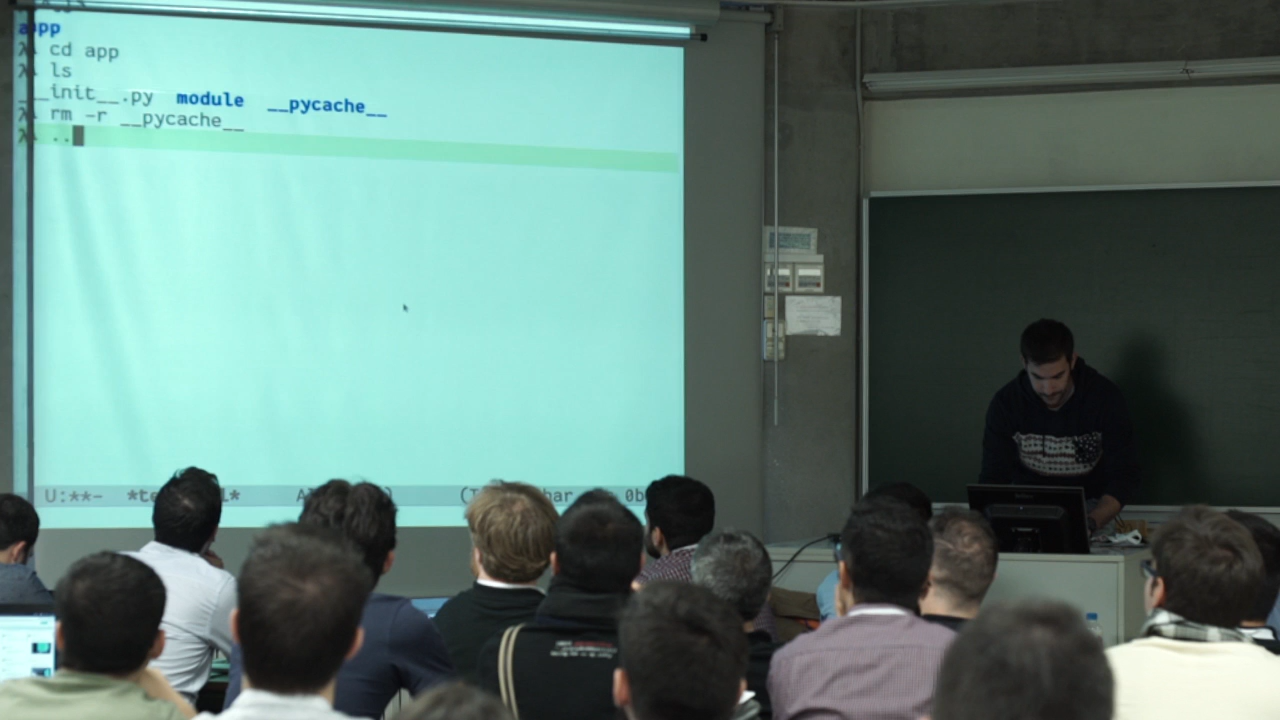 app
λ cd app
λ ls
__init__.py module __pycache__
λ rm -r __pycache__
λ ..
U:**-